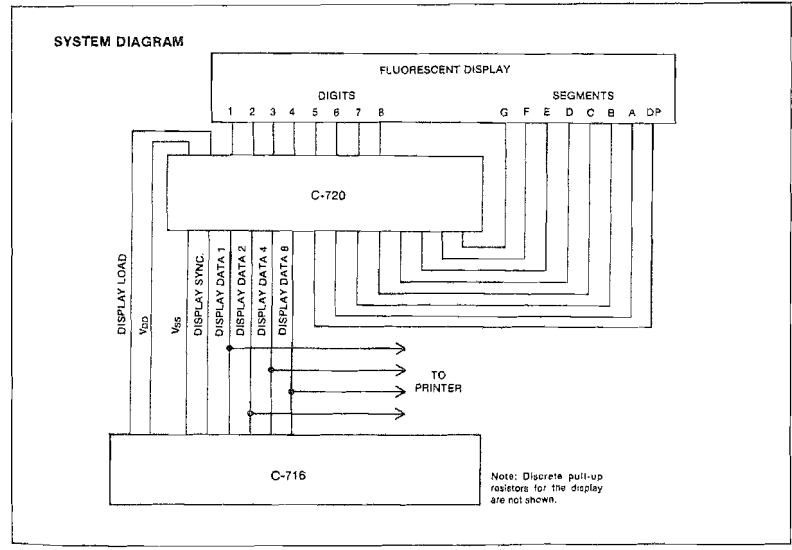 SYSTEM DIAGRAM
FLUORESCENT DISPLAY
DIGITS SEGMENTS
1 2 3 4 5 6 7 8 G F E D C B A DP
C-720
DISPLAY LOAD
VDD
VSS
DISPLAY SYNC.
DISPLAY DATA 1
DISPLAY DATA 2
DISPLAY DATA 4
DISPLAY DATA 8
TO
PRINTER
C-716
Note: Discrete pull-up
resistors for the display
are not shown.